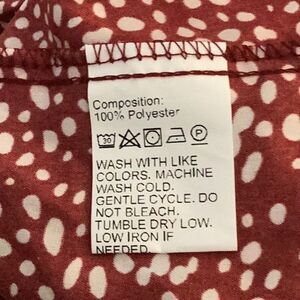 Composition:
100% Polyester
30 P
WASH WITH LIKE
COLORS. MACHINE
WASH COLD.
GENTLE CYCLE. DO
NOT BLEACH.
TUMBLE DRY LOW.
LOW IRON IF
NEEDED.